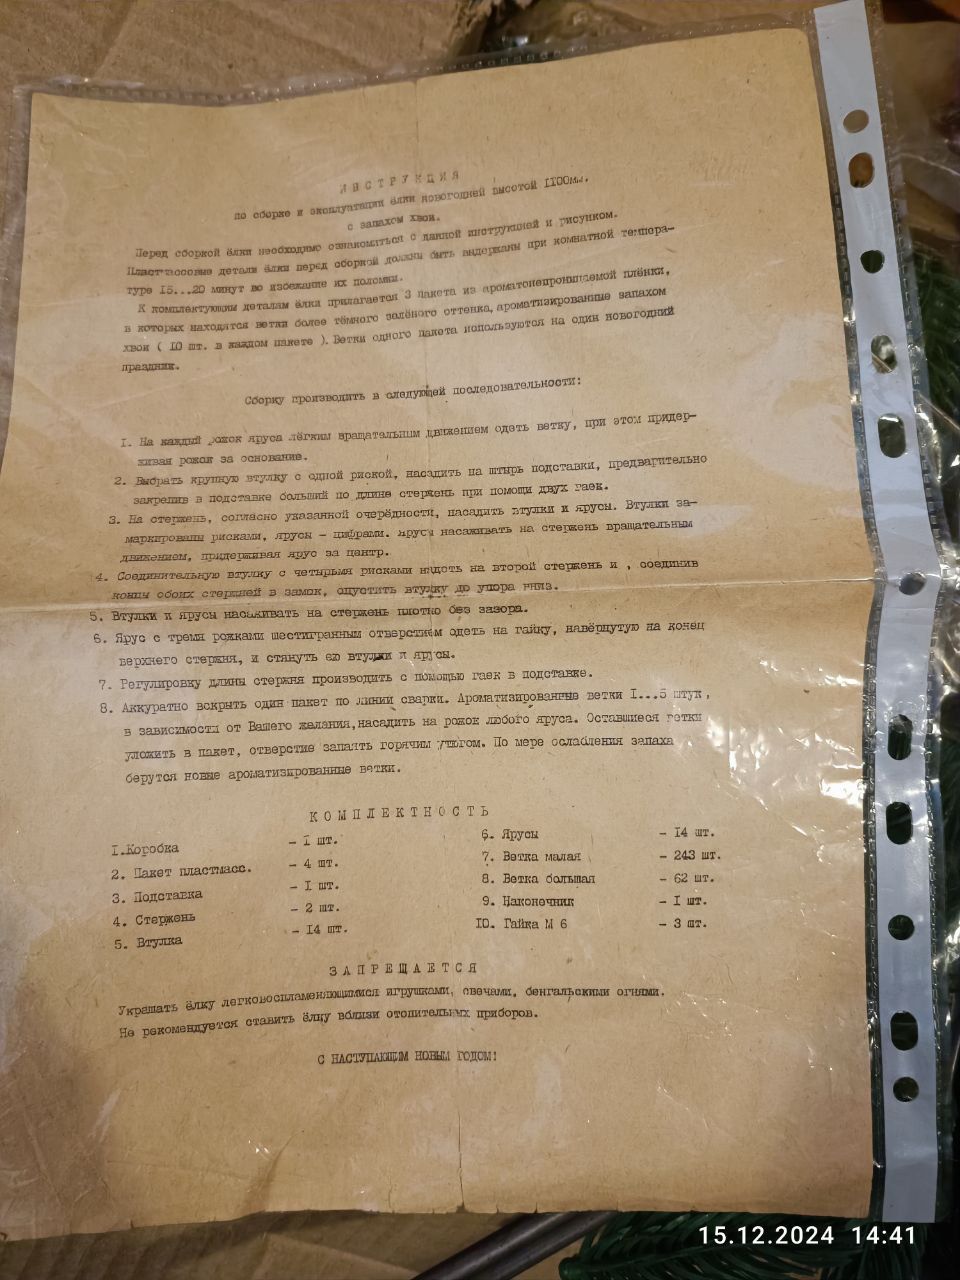 ИНСТРУКЦИЯ
по сборке и эксплуатации ёлки новогодней высотой 1100мм.
с запахом хвои.
Перед сборкой ёлки необходимо ознакомиться с данной инструкцией и рисунком.
Пластмассовые детали ёлки перед сборкой должны быть выдержаны при комнатной темпера-
туре 15...20 минут во избежание их поломки.
К комплектующим деталям ёлки прилагается 3 пакета из ароматонепроницаемой плёнки,
в которых находятся ветки более тёмного зелёного оттенка, ароматизированные запахом
хвои ( 10 шт. в каждом пакете ). Ветки одного пакета используются на один новогодний
праздник.
Сборку производить в следующей последовательности:
1. На каждый рожок яруса лёгким вращательным движением одеть ветку, при этом придер-
живая рожок за основание.
2. Выбрать крупную втулку с одной риской, насадить на штырь подставки, предварительно
закрепив в подставке больший по длине стержень при помощи двух гаек.
3. На стержень, согласно указанной очерёдности, насадить втулки и ярусы. Втулки за-
маркированы рисками, ярусы - цифрами. Ярусы насаживать на стержень вращательным
движением, придерживая ярус за центр.
4. Соединительную втулку с четырьмя рисками надеть на второй стержень и , соединив
концы обоих стержней в замок, опустить втулку до упора вниз.
5. Втулки и ярусы насаживать на стержень плотно без зазора.
6. Ярус с тремя рожками шестигранным отверстием одеть на гайку, навёрнутую на конец
верхнего стержня, и стянуть ею втулки и ярусы.
7. Регулировку длины стержня производить с помощью гаек в подставке.
8. Аккуратно вскрыть один пакет по линии сварки. Ароматизированные ветки 1...5 штук,
в зависимости от Вашего желания,насадить на рожок любого яруса. Оставшиеся ветки
уложить в пакет, отверстие запаять горячим утюгом. По мере ослабления запаха
берутся новые ароматизированные ветки.
КОМПЛЕКТНОСТЬ
1.Коробка - 1 шт.
2. Пакет пластмасс. - 4 шт.
3. Подставка - 1 шт.
4. Стержень - 2 шт.
5. Втулка - 14 шт.
6. Ярусы - 14 шт.
7. Ветка малая - 243 шт.
8. Ветка большая - 62 шт.
9. Наконечник - 1 шт.
10. Гайка М 6 - 3 шт.
ЗАПРЕЩАЕТСЯ
Украшать ёлку легковоспламеняющимися игрушками, свечами, бенгальскими огнями.
Не рекомендуется ставить ёлку вблизи отопительных приборов.
С НАСТУПАЮЩИМ НОВЫМ ГОДОМ!
15.12.2024 14:41